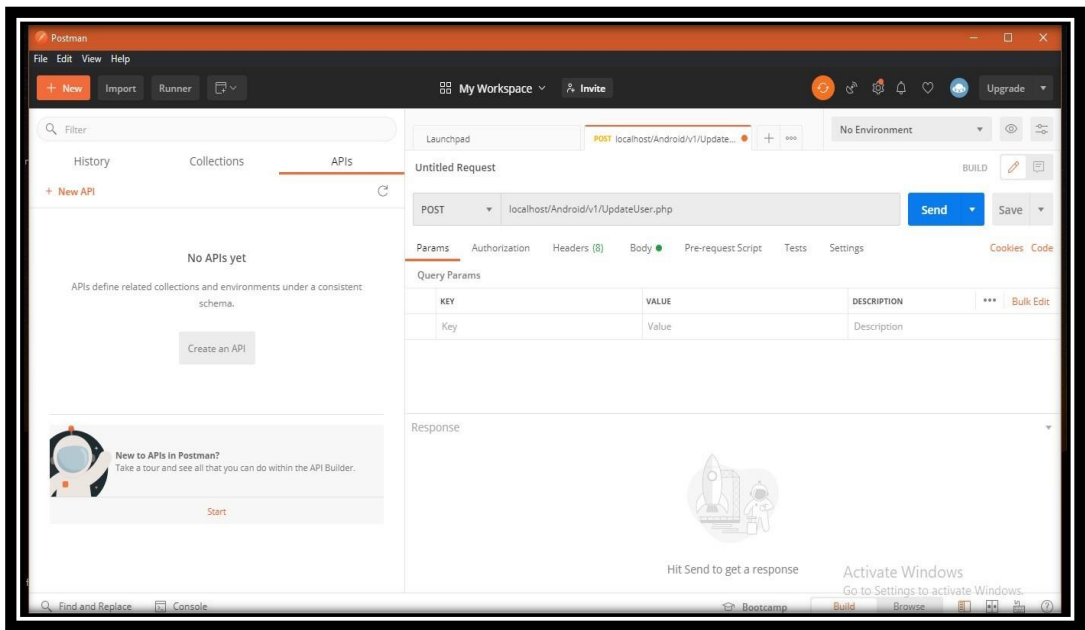 Postman
File Edit View Help
+ New Import Runner My Workspace Invite Upgrade
Filter
History Collections APIs
+ New API
No APIs yet
APIs define related collections and environments under a consistent
schema.
Create an API
New to APIs in Postman?
Take a tour and see all that you can do within the API Builder.
Start
Launchpad POST localhost/Android/v1/Update... + No Environment
Untitled Request BUILD
POST localhost/Android/v1/UpdateUser.php Send Save
Params Authorization Headers (8) Body Pre-request Script Tests Settings Cookies Code
Query Params
KEY VALUE DESCRIPTION ••• Bulk Edit
Key Value Description
Response
Hit Send to get a response
Activate Windows
Go to Settings to activate Windows.
Find and Replace Console Bootcamp Build Browse